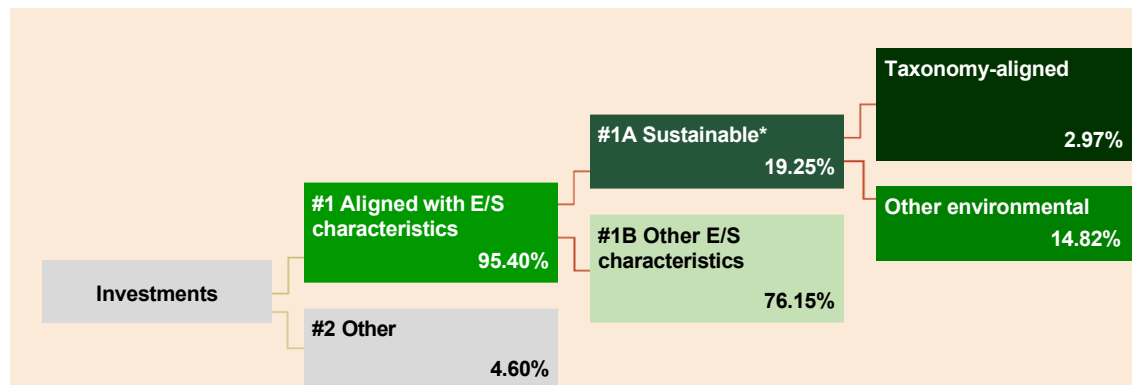 Taxonomy-aligned
2.97%
#1A Sustainable*
19.25%
#1 Aligned with E/S
characteristics
95.40%
Other environmental
14.82%
#1B Other E/S
characteristics
76.15%
Investments
#2 Other
4.60%